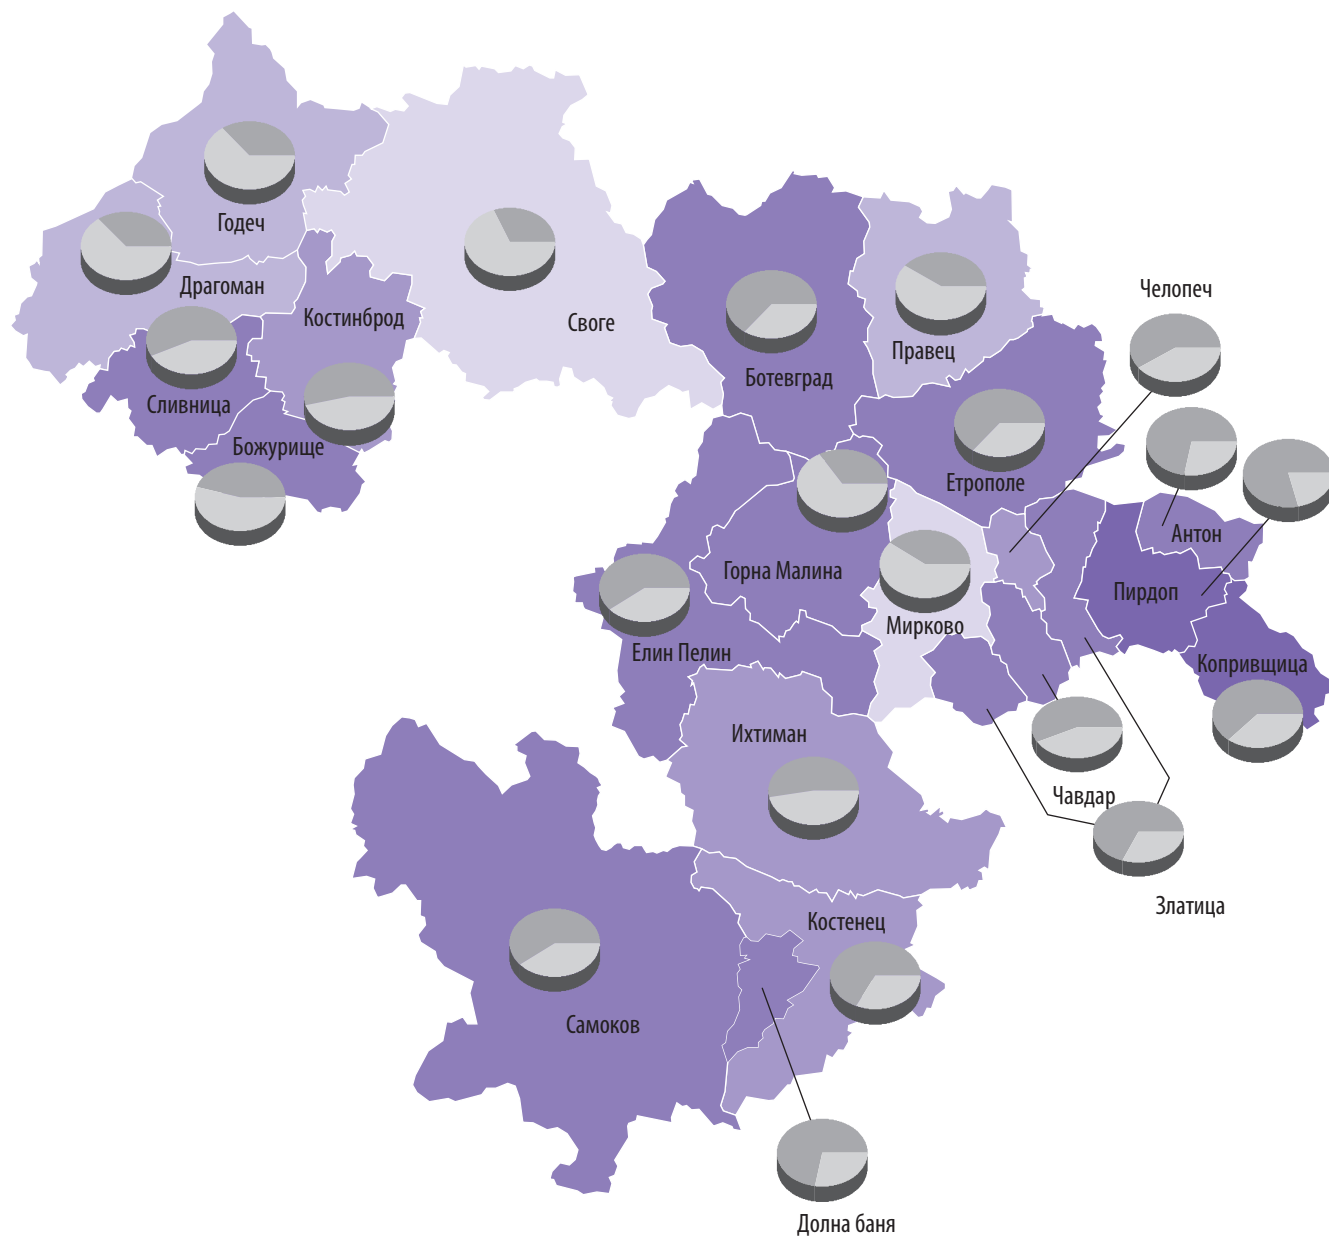 Годеч
Драгоман
Костинброд
Своге
Сливница
Божурище
Ботевград
Правец
Челопеч
Етрополе
Антон
Горна Малина
Пирдоп
Мирково
Елин Пелин
Копривщица
Ихтиман
Чавдар
Златица
Костенец
Самоков
Долна баня